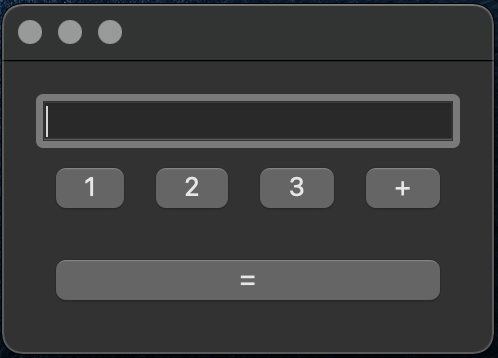 1 2 3 +
=